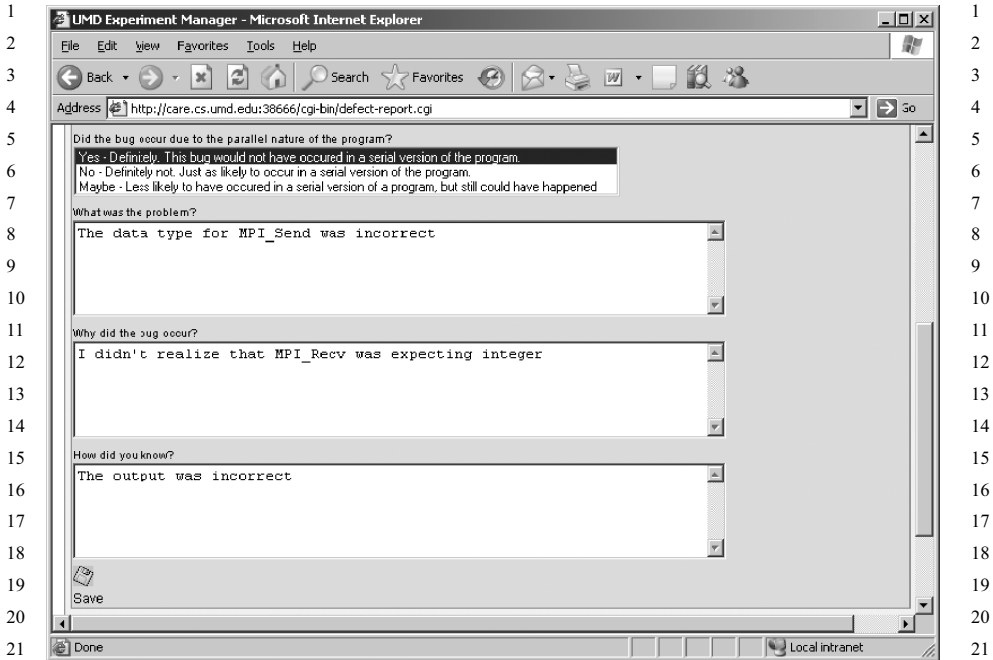 1 1
UMD Experiment Manager - Microsoft Internet Explorer
2 File Edit View Favorites Tools Help 2
3 Back Search Favorites W 3
4 Address http://care.cs.umd.edu:38666/cgi-bin/defect-report.cgi Go 4
5 Did the bug occur due to the parallel nature of the program? 5
Yes - Definitely. This bug would not have occured in a serial version of the program.
6 No - Definitely not. Just as likely to occur in a serial version of the program. 6
Maybe - Less likely to have occured in a serial version of a program, but still could have happened
7 What was the problem? 7
8 The data type for MPI_Send was incorrect 8
9 9
10 10
11 Why did the bug occur? 11
12 I didn't realize that MPI_Recv was expecting integer 12
13 13
14 14
15 How did you know? 15
16 The output was incorrect 16
17 17
18 18
19 Save 19
20 20
21 Done Local intranet 21